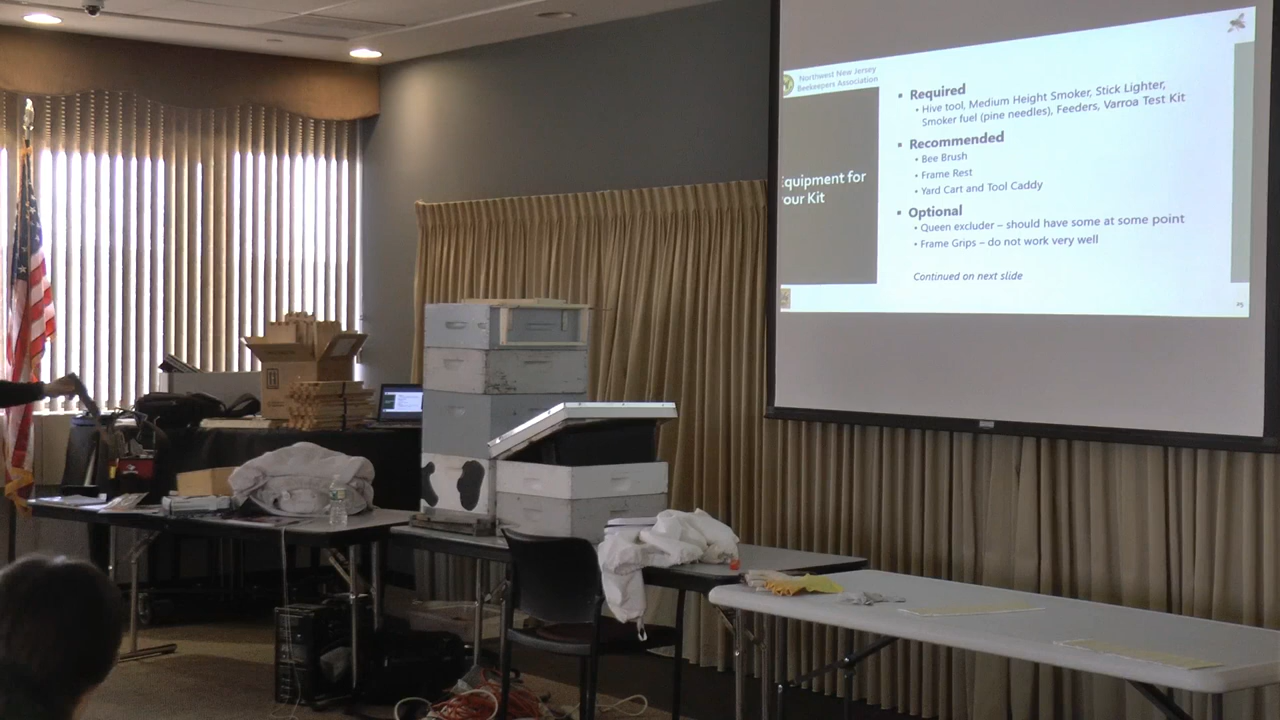 Northwest New Jersey
Beekeepers Association
Equipment for
our Kit
▪ Required
• Hive tool, Medium Height Smoker, Stick Lighter,
Smoker fuel (pine needles), Feeders, Varroa Test Kit
▪ Recommended
• Bee Brush
• Frame Rest
• Yard Cart and Tool Caddy
▪ Optional
• Queen excluder – should have some at some point
• Frame Grips – do not work very well
Continued on next slide